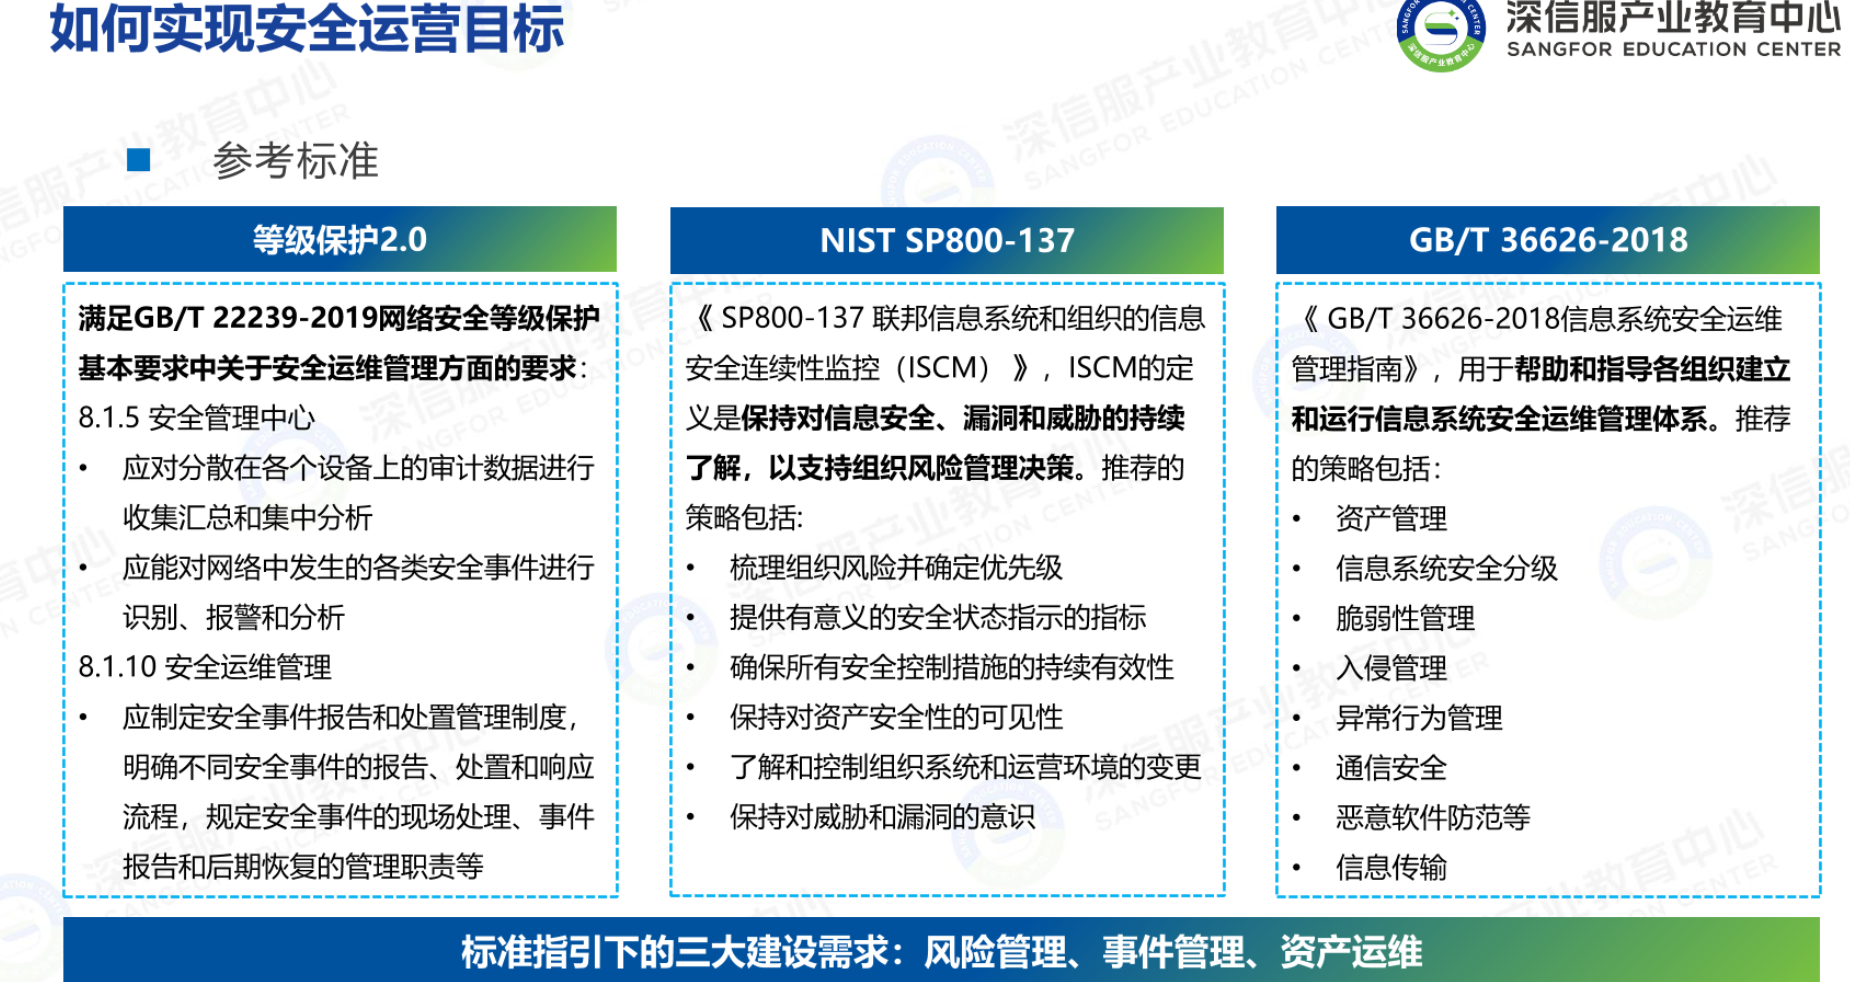 如何实现安全运营目标
深信服产业教育中心
SANGFOR EDUCATION CENTER
■ 参考标准
等级保护2.0
满足GB/T 22239-2019网络安全等级保护
基本要求中关于安全运维管理方面的要求：
8.1.5 安全管理中心
• 应对分散在各个设备上的审计数据进行
收集汇总和集中分析
• 应能对网络中发生的各类安全事件进行
识别、报警和分析
8.1.10 安全运维管理
• 应制定安全事件报告和处置管理制度，
明确不同安全事件的报告、处置和响应
流程，规定安全事件的现场处理、事件
报告和后期恢复的管理职责等
NIST SP800-137
《 SP800-137 联邦信息系统和组织的信息
安全连续性监控（ISCM） 》，ISCM的定
义是保持对信息安全、漏洞和威胁的持续
了解，以支持组织风险管理决策。推荐的
策略包括:
• 梳理组织风险并确定优先级
• 提供有意义的安全状态指示的指标
• 确保所有安全控制措施的持续有效性
• 保持对资产安全性的可见性
• 了解和控制组织系统和运营环境的变更
• 保持对威胁和漏洞的意识
GB/T 36626-2018
《 GB/T 36626-2018信息系统安全运维
管理指南》，用于帮助和指导各组织建立
和运行信息系统安全运维管理体系。推荐
的策略包括：
• 资产管理
• 信息系统安全分级
• 脆弱性管理
• 入侵管理
• 异常行为管理
• 通信安全
• 恶意软件防范等
• 信息传输
标准指引下的三大建设需求：风险管理、事件管理、资产运维